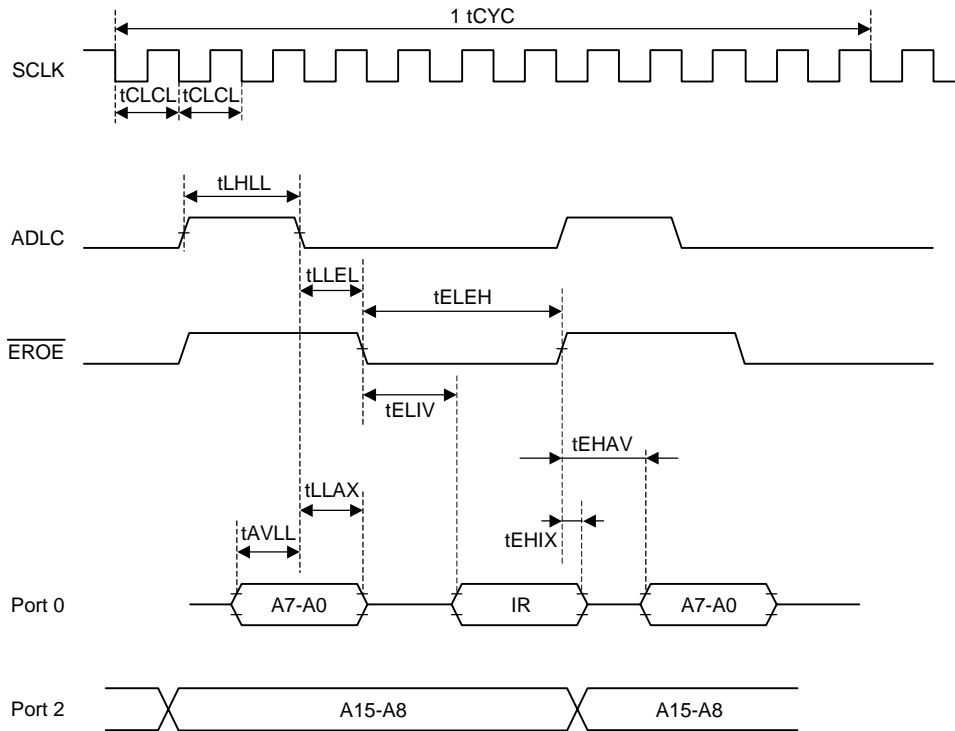 1 tCYC
SCLK
tCLCL tCLCL
tLHLL
ADLC
tLLEL
tELEH
EROE
tELIV
tEHAV
tLLAX
tAVLL
tEHIX
Port 0 A7-A0 IR A7-A0
Port 2 A15-A8 A15-A8